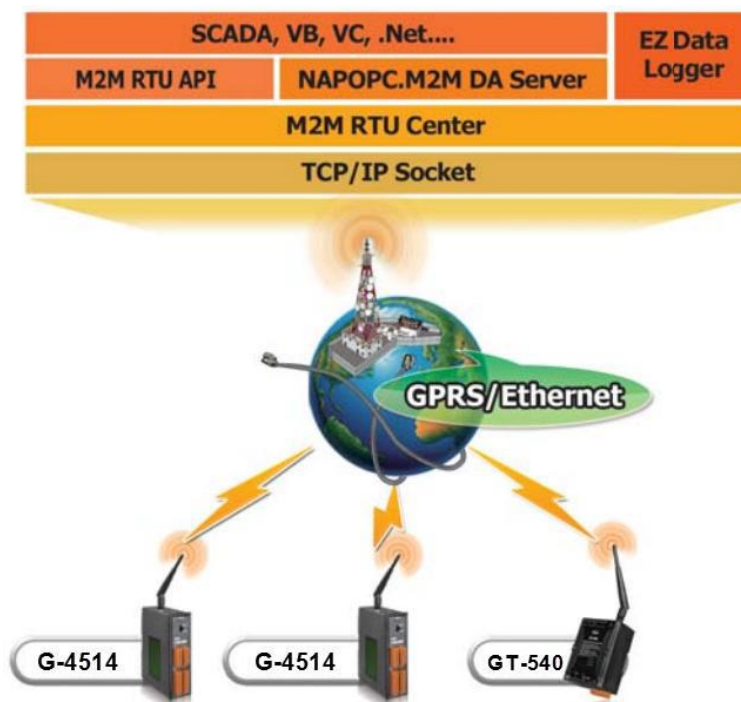 SCADA, VB, VC, .Net....
EZ Data
Logger
M2M RTU API
NAPOPC.M2M DA Server
M2M RTU Center
TCP/IP Socket
GPRS/Ethernet
G-4514
G-4514
GT-540